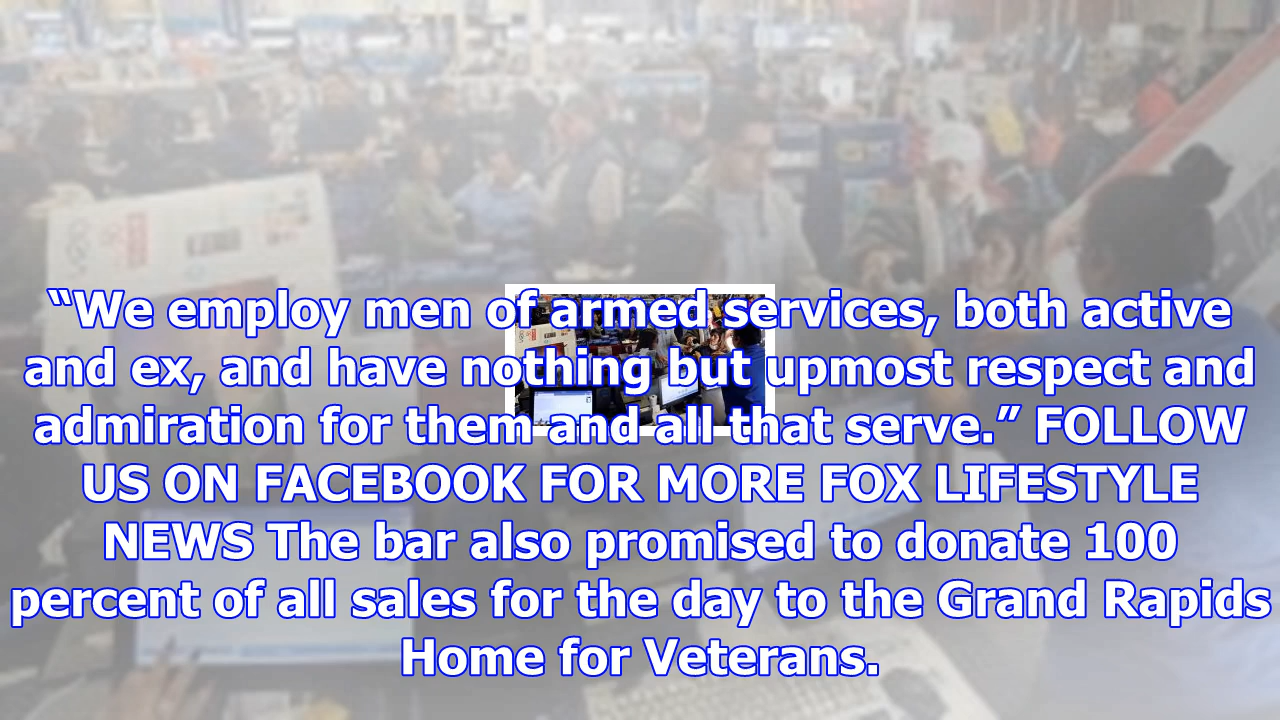 “We employ men of armed services, both active
and ex, and have nothing but upmost respect and
admiration for them and all that serve.” FOLLOW
US ON FACEBOOK FOR MORE FOX LIFESTYLE
NEWS The bar also promised to donate 100
percent of all sales for the day to the Grand Rapids
Home for Veterans.